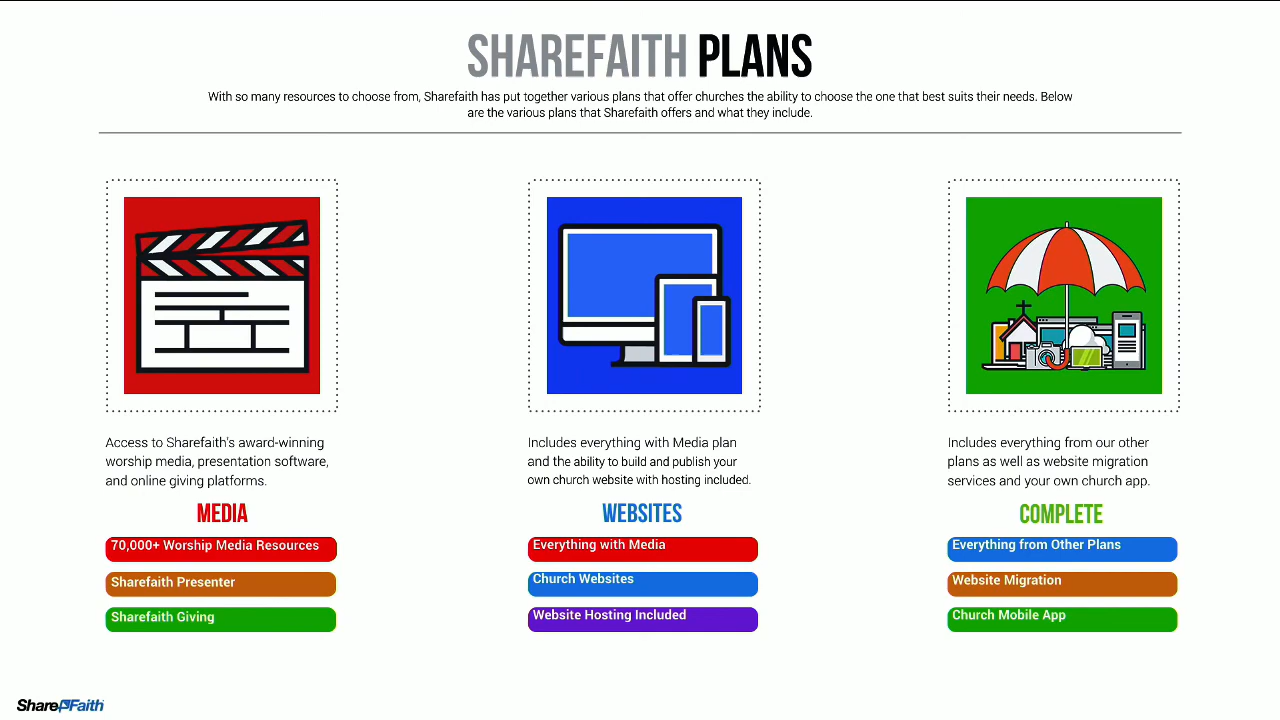 SHAREFAITH PLANS
With so many resources to choose from, Sharefaith has put together various plans that offer churches the ability to choose the one that best suits their needs. Below
are the various plans that Sharefaith offers and what they include.
Access to Sharefaith's award-winning
worship media, presentation software,
and online giving platforms.
MEDIA
70,000+ Worship Media Resources
Sharefaith Presenter
Sharefaith Giving
Includes everything with Media plan
and the ability to build and publish your
own church website with hosting included.
WEBSITES
Everything with Media
Church Websites
Website Hosting Included
Includes everything from our other
plans as well as website migration
services and your own church app.
COMPLETE
Everything from Other Plans
Website Migration
Church Mobile App
ShareFaith